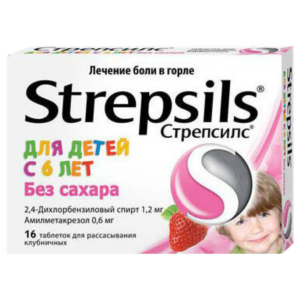 Лечение боли в горле
Strepsils®
Стрепсилс®
ДЛЯ ДЕТЕЙ
С 6 ЛЕТ
Без сахара
2,4-Дихлорбензиловый спирт 1,2 мг
Амилметакрезол 0,6 мг
16 таблеток для рассасывания
клубничных